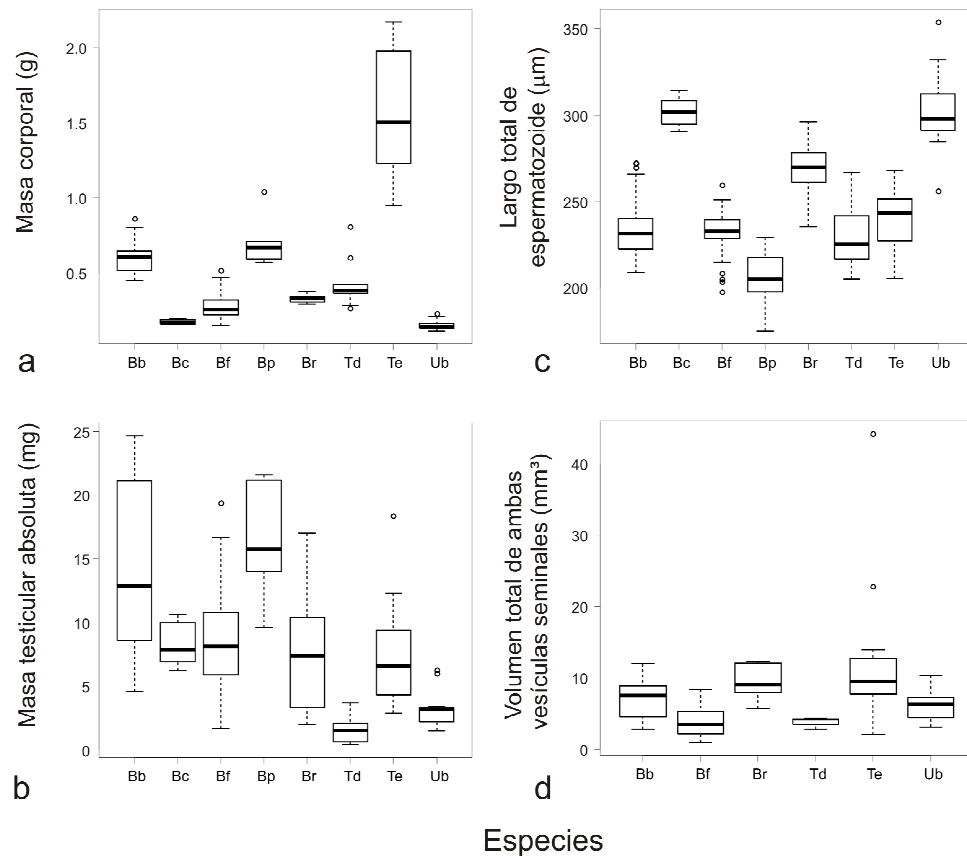 Masa corporal (g)
2.0
1.5
1.0
0.5
Bb Bc Bf Bp Br Td Te Ub
a
Largo total de
espermatozoide (μm)
350
300
250
200
Bb Bc Bf Bp Br Td Te Ub
c
Masa testicular absoluta (mg)
25
20
15
10
5
0
Bb Bc Bf Bp Br Td Te Ub
b
Volumen total de ambas
vesículas seminales (mm³)
40
30
20
10
0
Bb Bf Br Td Te Ub
d
Especies